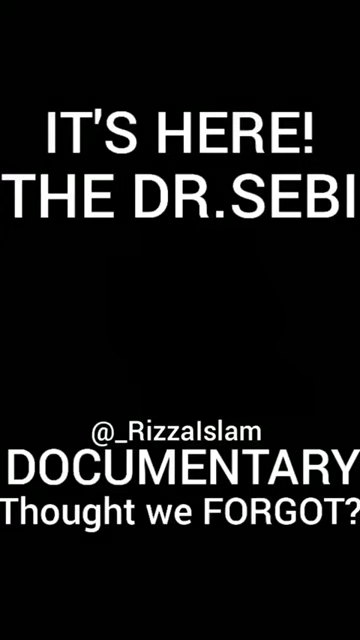 IT'S HERE!
THE DR.SEBI
@_RizzaIslam
DOCUMENTARY
Thought we FORGOT?